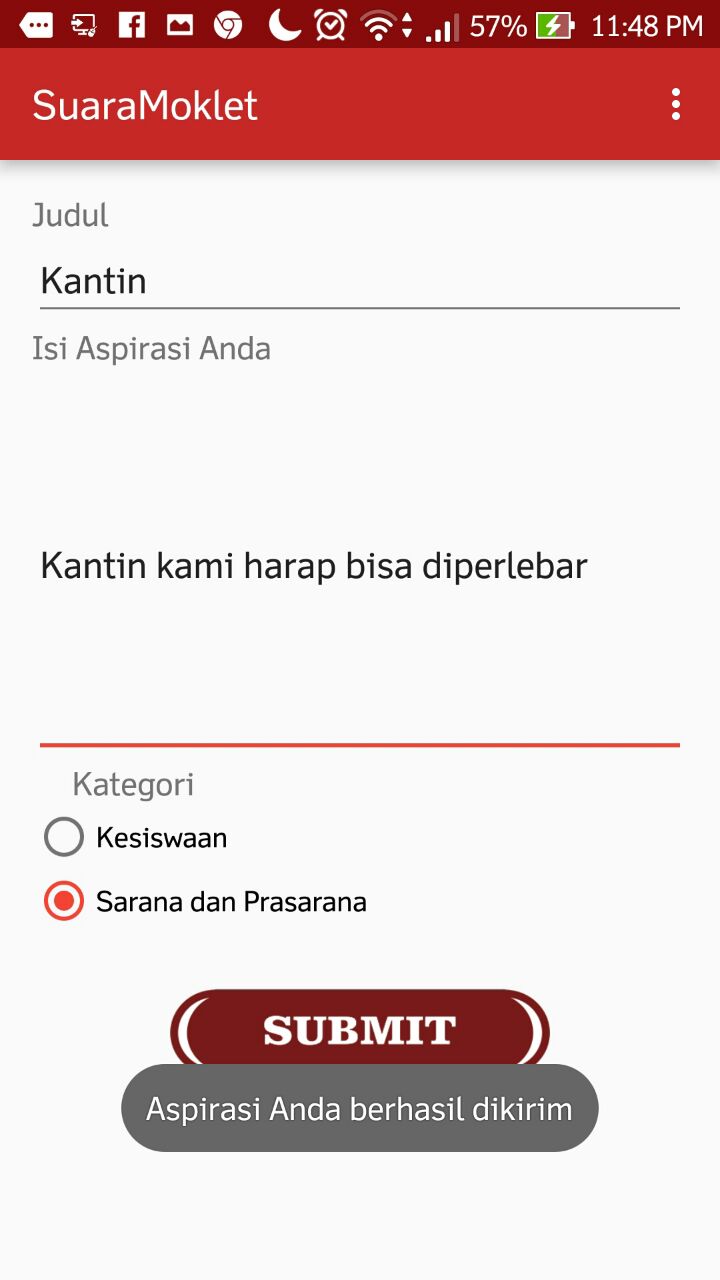 57% 11:48 PM
SuaraMoklet
Judul
Kantin
Isi Aspirasi Anda
Kantin kami harap bisa diperlebar
Kategori
Kesiswaan
Sarana dan Prasarana
SUBMIT
Aspirasi Anda berhasil dikirim